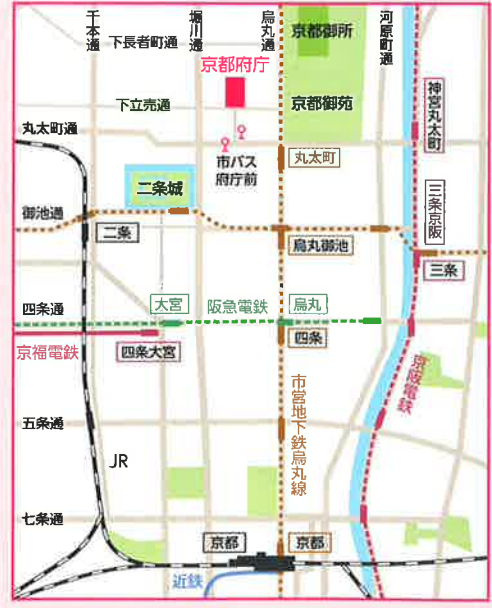 千本通
堀川通
烏丸通
河原町通
下長者町通
京都御所
京都府庁
下立売通
京都御苑
神宮丸太町
丸太町通
市バス
府庁前
丸太町
二条城
三条京阪
御池通
二条
烏丸御池
三条
四条通
大宮
阪急電鉄
烏丸
京福電鉄
四条大宮
四条
京阪電鉄
市営地下鉄烏丸線
五条通
JR
七条通
京都
京都
近鉄